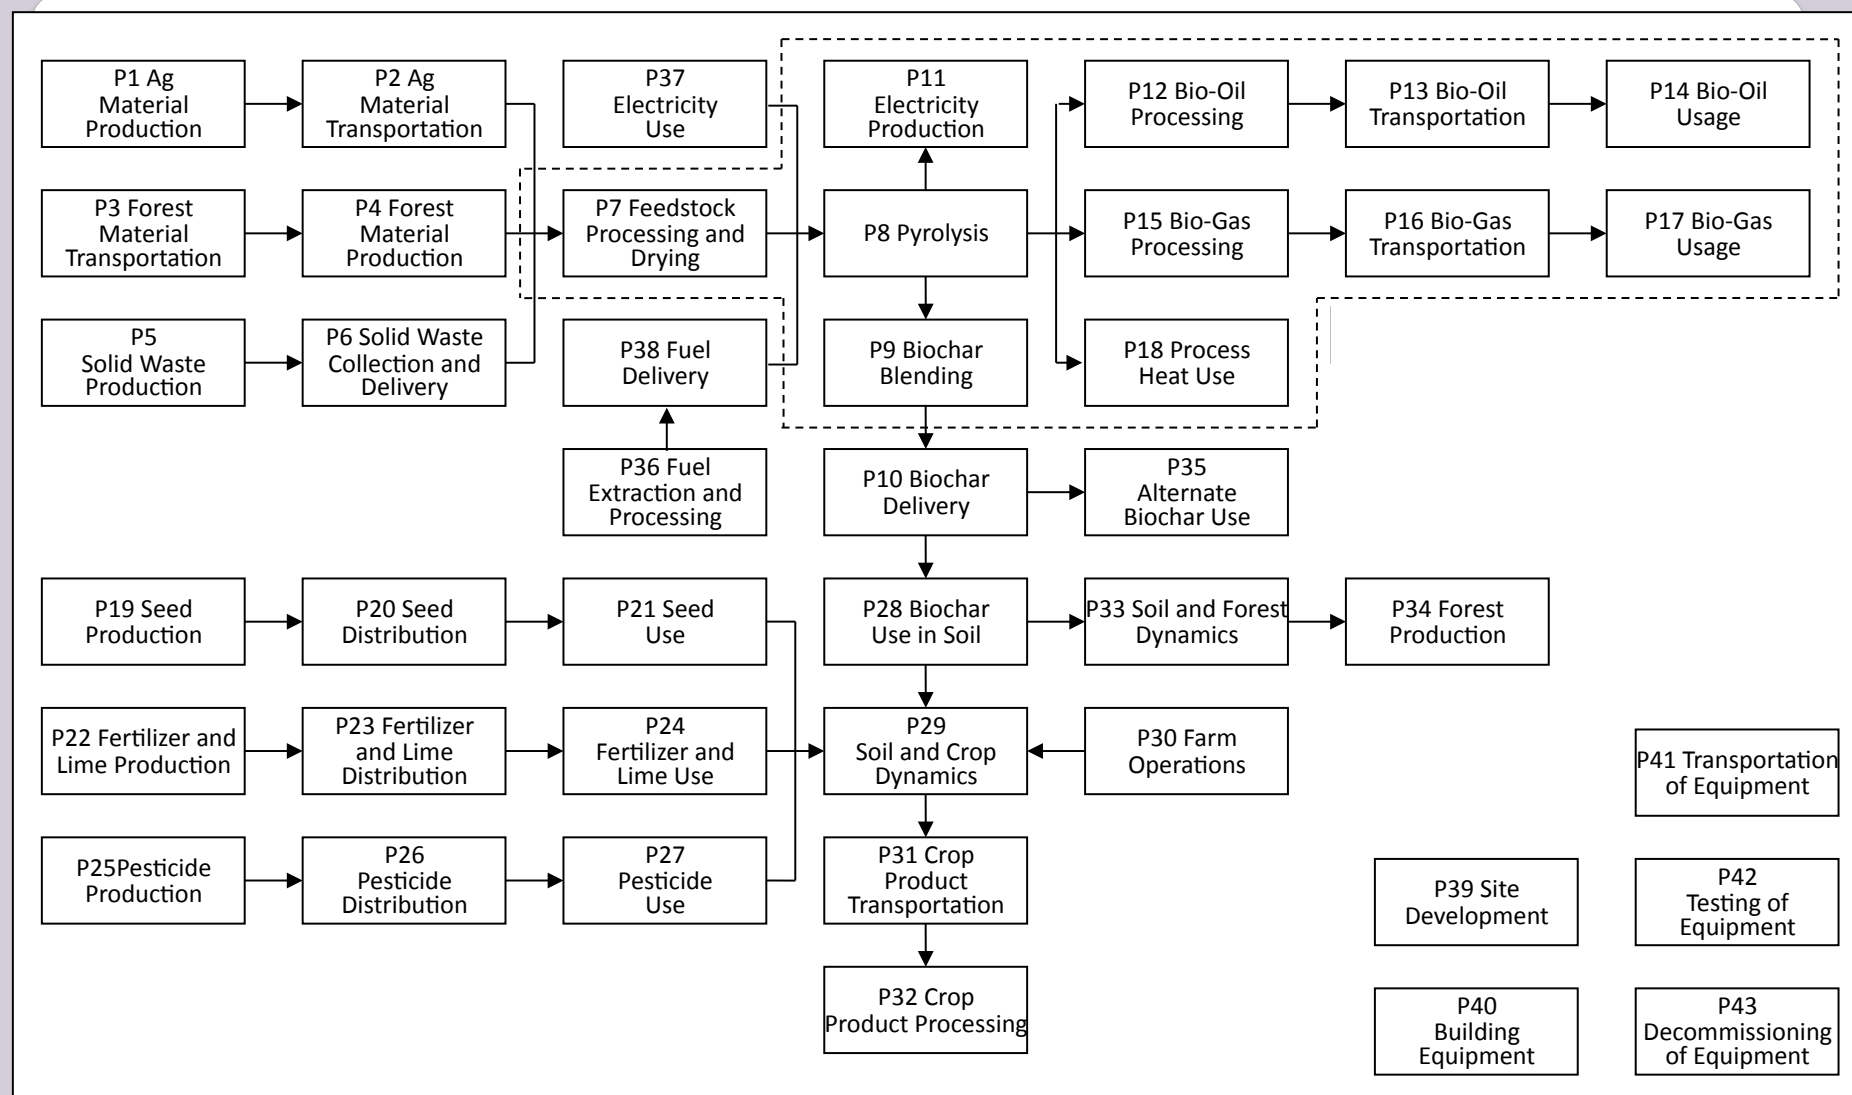 P1 Ag
Material
Production
P2 Ag
Material
Transportation
P37
Electricity
Use
P11
Electricity
Production
P12 Bio-Oil
Processing
P13 Bio-Oil
Transportation
P14 Bio-Oil
Usage
P3 Forest
Material
Transportation
P4 Forest
Material
Production
P7 Feedstock
Processing and
Drying
P8 Pyrolysis
P15 Bio-Gas
Processing
P16 Bio-Gas
Transportation
P17 Bio-Gas
Usage
P5
Solid Waste
Production
P6 Solid Waste
Collection and
Delivery
P38 Fuel
Delivery
P9 Biochar
Blending
P18 Process
Heat Use
P36 Fuel
Extraction and
Processing
P10 Biochar
Delivery
P35
Alternate
Biochar Use
P19 Seed
Production
P20 Seed
Distribution
P21 Seed
Use
P28 Biochar
Use in Soil
P33 Soil and Forest
Dynamics
P34 Forest
Production
P22 Fertilizer and
Lime Production
P23 Fertilizer
and Lime
Distribution
P24
Fertilizer and
Lime Use
P29
Soil and Crop
Dynamics
P30 Farm
Operations
P41 Transportation
of Equipment
P25Pesticide
Production
P26
Pesticide
Distribution
P27
Pesticide
Use
P31 Crop
Product
Transportation
P39 Site
Development
P42
Testing of
Equipment
P32 Crop
Product Processing
P40
Building
Equipment
P43
Decommissioning
of Equipment